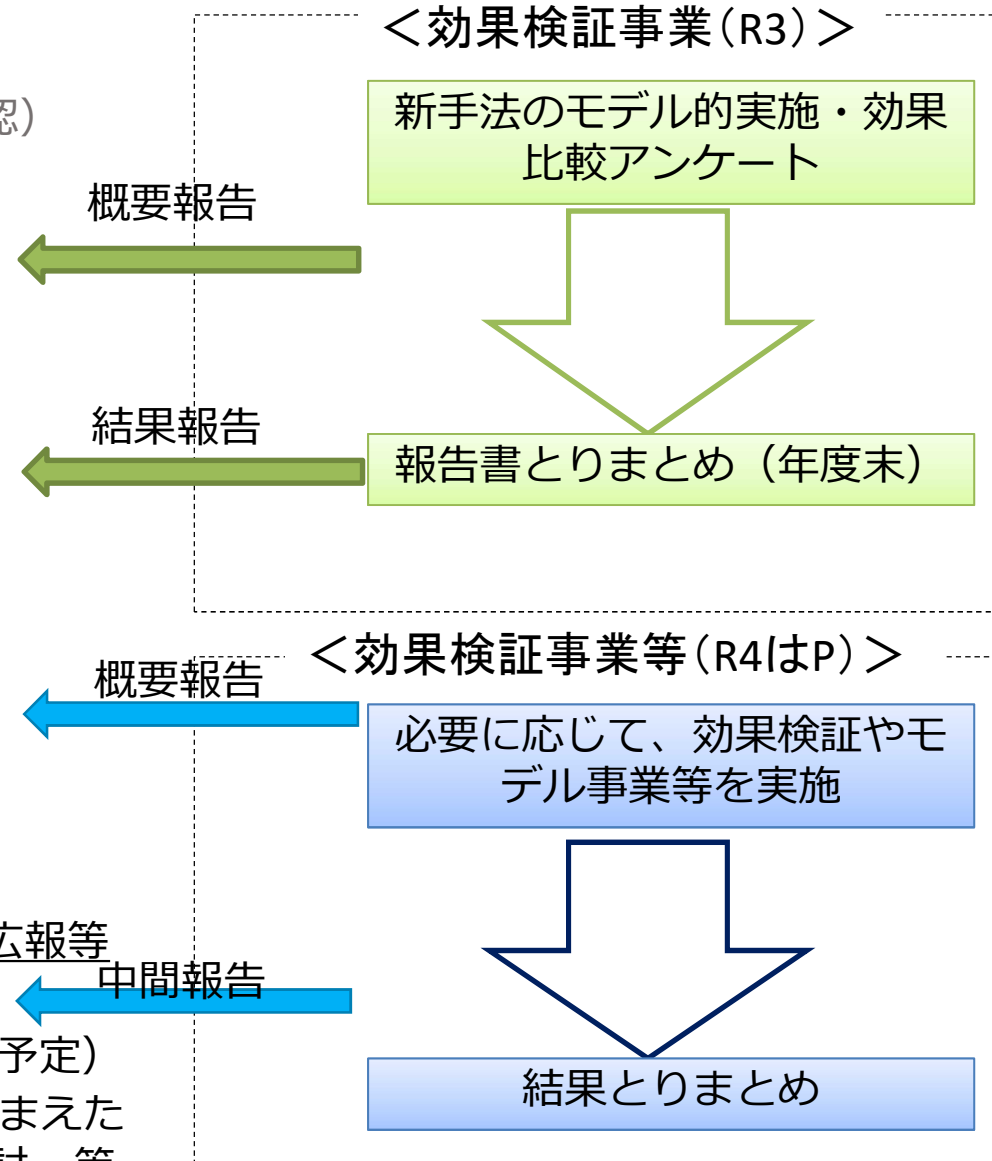 ＜効果検証事業（R3）＞
認）
新手法のモデル的実施・効果
比較アンケート
概要報告
結果報告
報告書とりまとめ（年度末）
＜効果検証事業等（R4はP）＞
概要報告
必要に応じて、効果検証やモ
デル事業等を実施
広報等
中間報告
予定）
結果とりまとめ
まえた